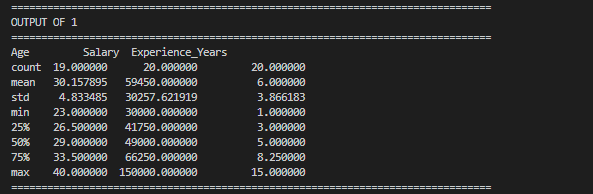 ================================================================================
OUTPUT OF 1
================================================================================
Age         Salary  Experience_Years
count  19.000000      20.000000         20.000000
mean   30.157895   59450.000000          6.000000
std     4.833485   30257.621919          3.866183
min    23.000000   30000.000000          1.000000
25%    26.500000   41750.000000          3.000000
50%    29.000000   49000.000000          5.000000
75%    33.500000   66250.000000          8.250000
max    40.000000  150000.000000         15.000000
================================================================================